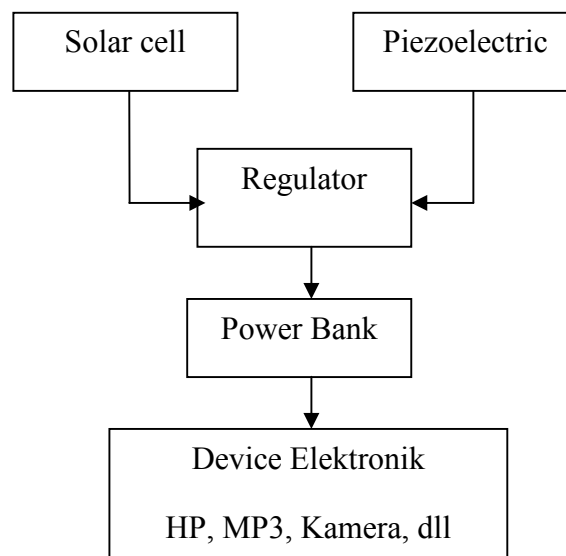 Solar cell
Piezoelectric
Regulator
Power Bank
Device Elektronik
HP, MP3, Kamera, dll